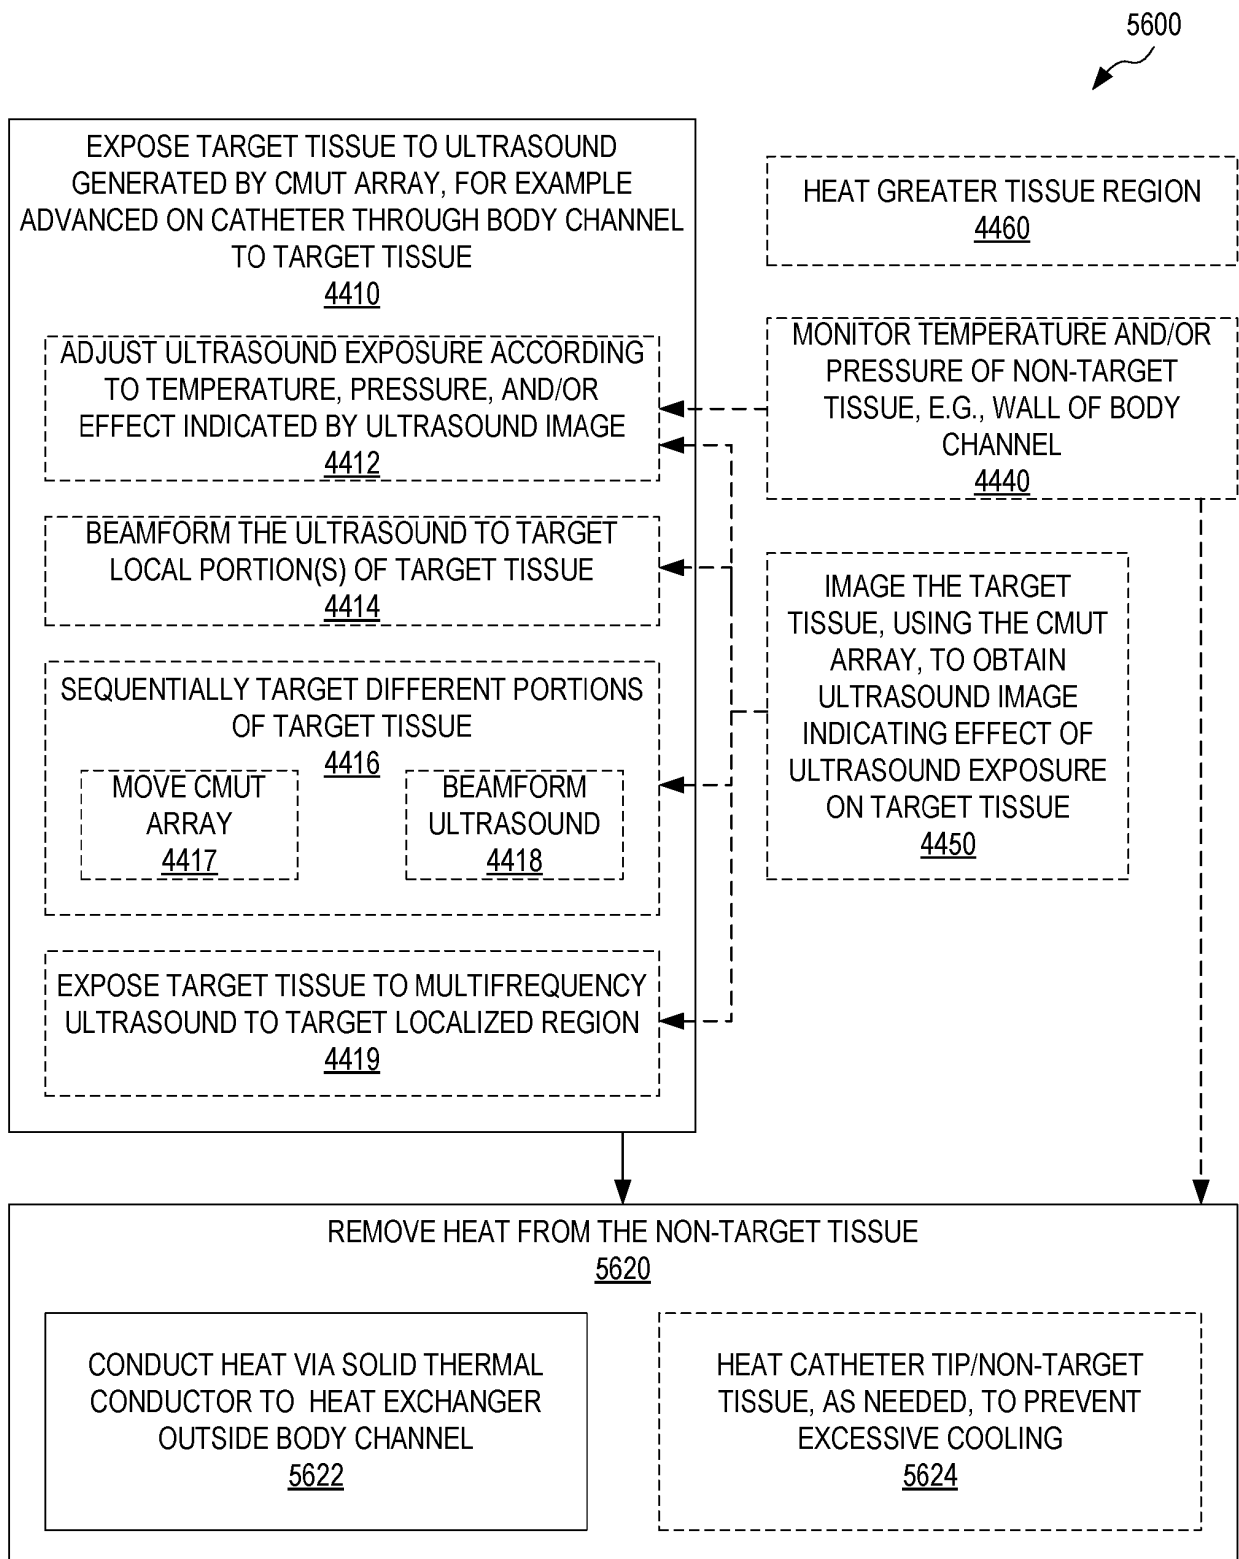 5600
EXPOSE TARGET TISSUE TO ULTRASOUND
GENERATED BY CMUT ARRAY, FOR EXAMPLE
ADVANCED ON CATHETER THROUGH BODY CHANNEL
TO TARGET TISSUE
4410
ADJUST ULTRASOUND EXPOSURE ACCORDING
TO TEMPERATURE, PRESSURE, AND/OR
EFFECT INDICATED BY ULTRASOUND IMAGE
4412
BEAMFORM THE ULTRASOUND TO TARGET
LOCAL PORTION(S) OF TARGET TISSUE
4414
SEQUENTIALLY TARGET DIFFERENT PORTIONS
OF TARGET TISSUE
4416
MOVE CMUT
ARRAY
4417
BEAMFORM
ULTRASOUND
4418
EXPOSE TARGET TISSUE TO MULTIFREQUENCY
ULTRASOUND TO TARGET LOCALIZED REGION
4419
HEAT GREATER TISSUE REGION
4460
MONITOR TEMPERATURE AND/OR
PRESSURE OF NON-TARGET
TISSUE, E.G., WALL OF BODY
CHANNEL
4440
IMAGE THE TARGET
TISSUE, USING THE CMUT
ARRAY, TO OBTAIN
ULTRASOUND IMAGE
INDICATING EFFECT OF
ULTRASOUND EXPOSURE
ON TARGET TISSUE
4450
REMOVE HEAT FROM THE NON-TARGET TISSUE
5620
CONDUCT HEAT VIA SOLID THERMAL
CONDUCTOR TO HEAT EXCHANGER
OUTSIDE BODY CHANNEL
5622
HEAT CATHETER TIP/NON-TARGET
TISSUE, AS NEEDED, TO PREVENT
EXCESSIVE COOLING
5624